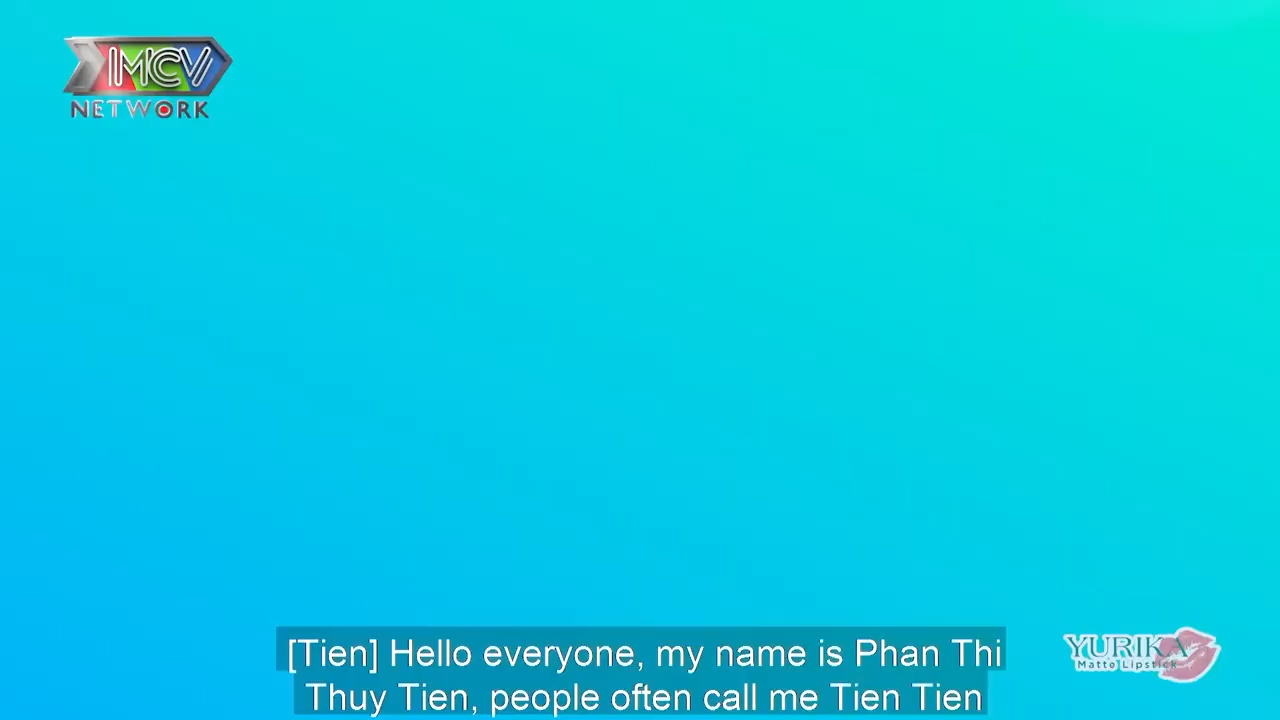 MCV
NETWORK
[Tien] Hello everyone, my name is Phan Thi
Thuy Tien, people often call me Tien Tien
YURIKA
Matte Lipstick